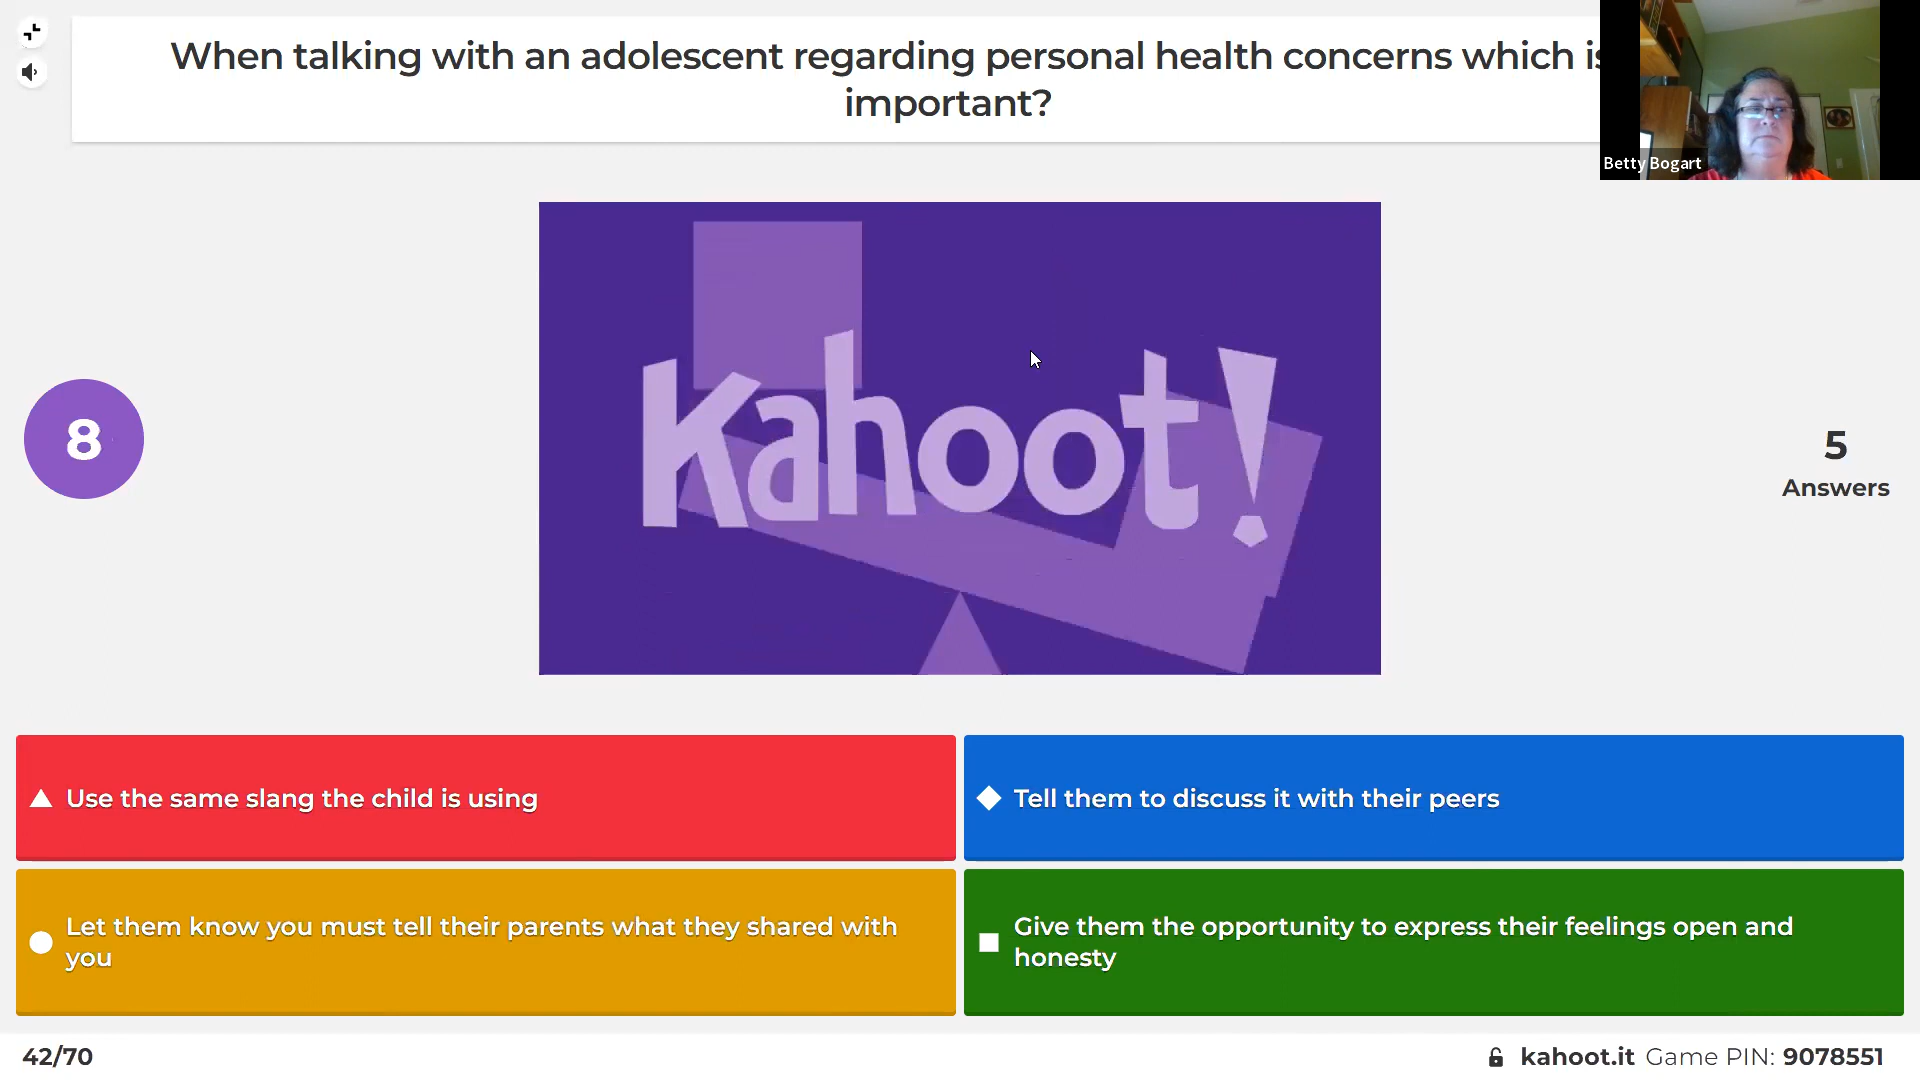 When talking with an adolescent regarding personal health concerns which is
important?
Betty Bogart
Kahoot!
8
5
Answers
Use the same slang the child is using
Tell them to discuss it with their peers
Let them know you must tell their parents what they shared with
you
Give them the opportunity to express their feelings open and
honesty
42/70
kahoot.it Game PIN: 9078551